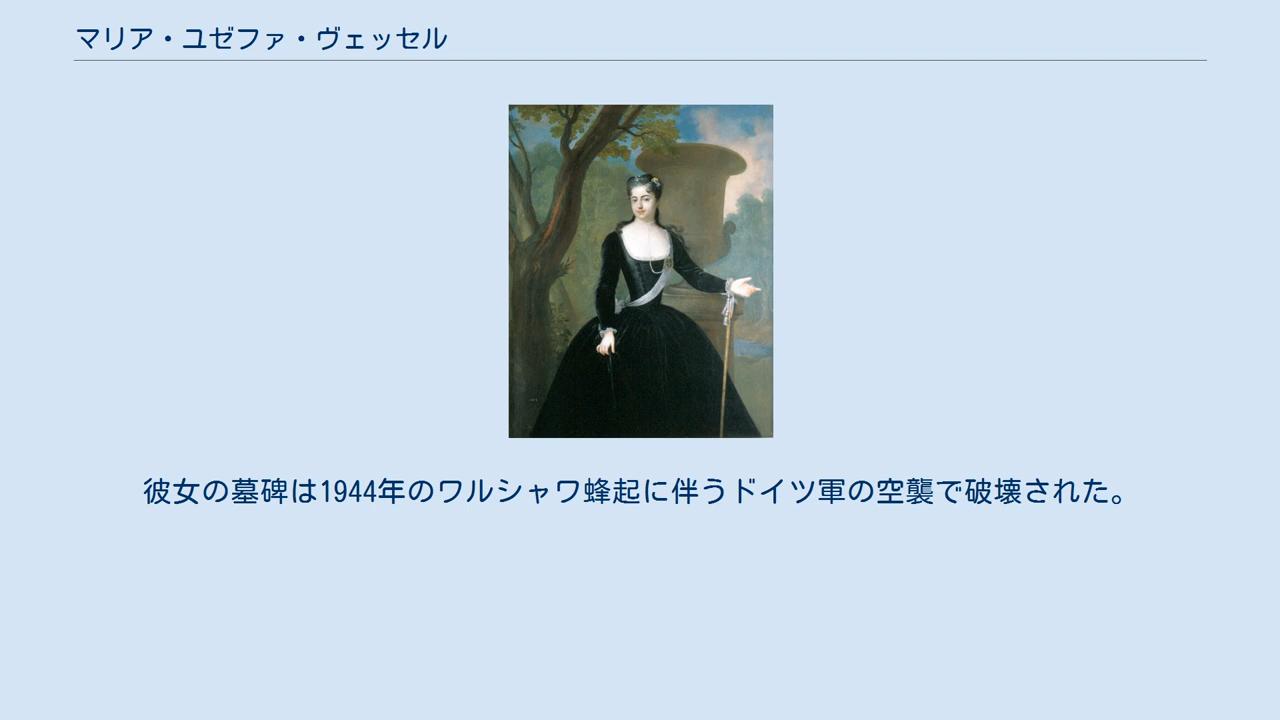 マリア・ユゼファ・ヴェッセル
彼女の墓碑は1944年のワルシャワ蜂起に伴うドイツ軍の空襲で破壊された。